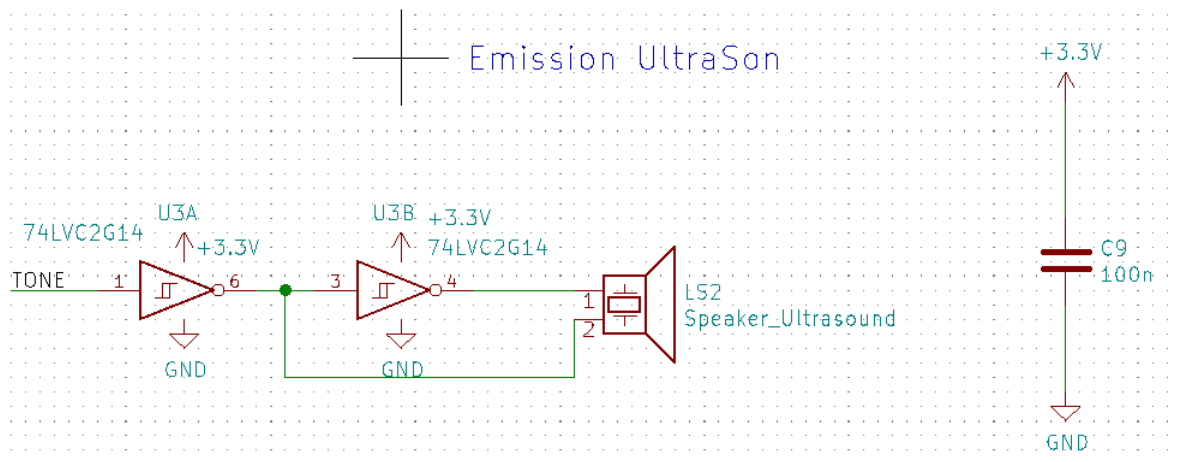 Emission UltraSon
+3.3V
U3A
U3B
+3.3V
74LVC2G14
+3.3V
74LVC2G14
TONE
1
6
3
4
1
2
LS2
Speaker_Ultrasound
C9
100n
GND
GND
GND